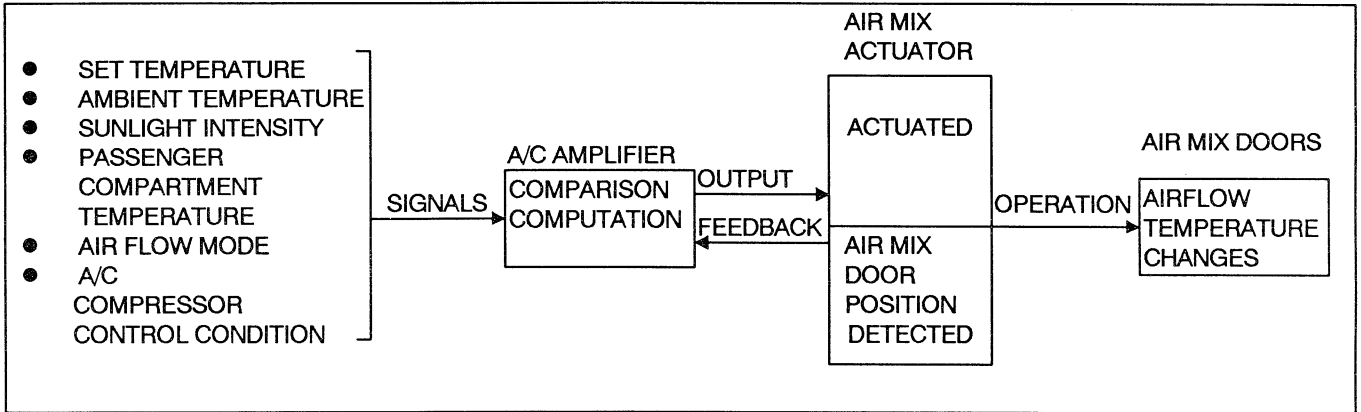 ● SET TEMPERATURE
● AMBIENT TEMPERATURE
● SUNLIGHT INTENSITY
● PASSENGER
COMPARTMENT
TEMPERATURE
● AIR FLOW MODE
● A/C
COMPRESSOR
CONTROL CONDITION
SIGNALS
A/C AMPLIFIER
COMPARISON
COMPUTATION
OUTPUT
FEEDBACK
AIR MIX
ACTUATOR
ACTUATED
AIR MIX
DOOR
POSITION
DETECTED
OPERATION
AIR MIX DOORS
AIRFLOW
TEMPERATURE
CHANGES